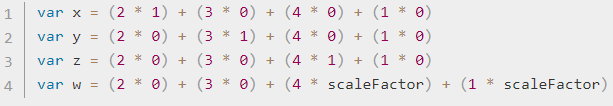 1 var x = (2 * 1) + (3 * 0) + (4 * 0) + (1 * 0)
2 var y = (2 * 0) + (3 * 1) + (4 * 0) + (1 * 0)
3 var z = (2 * 0) + (3 * 0) + (4 * 1) + (1 * 0)
4 var w = (2 * 0) + (3 * 0) + (4 * scaleFactor) + (1 * scaleFactor)